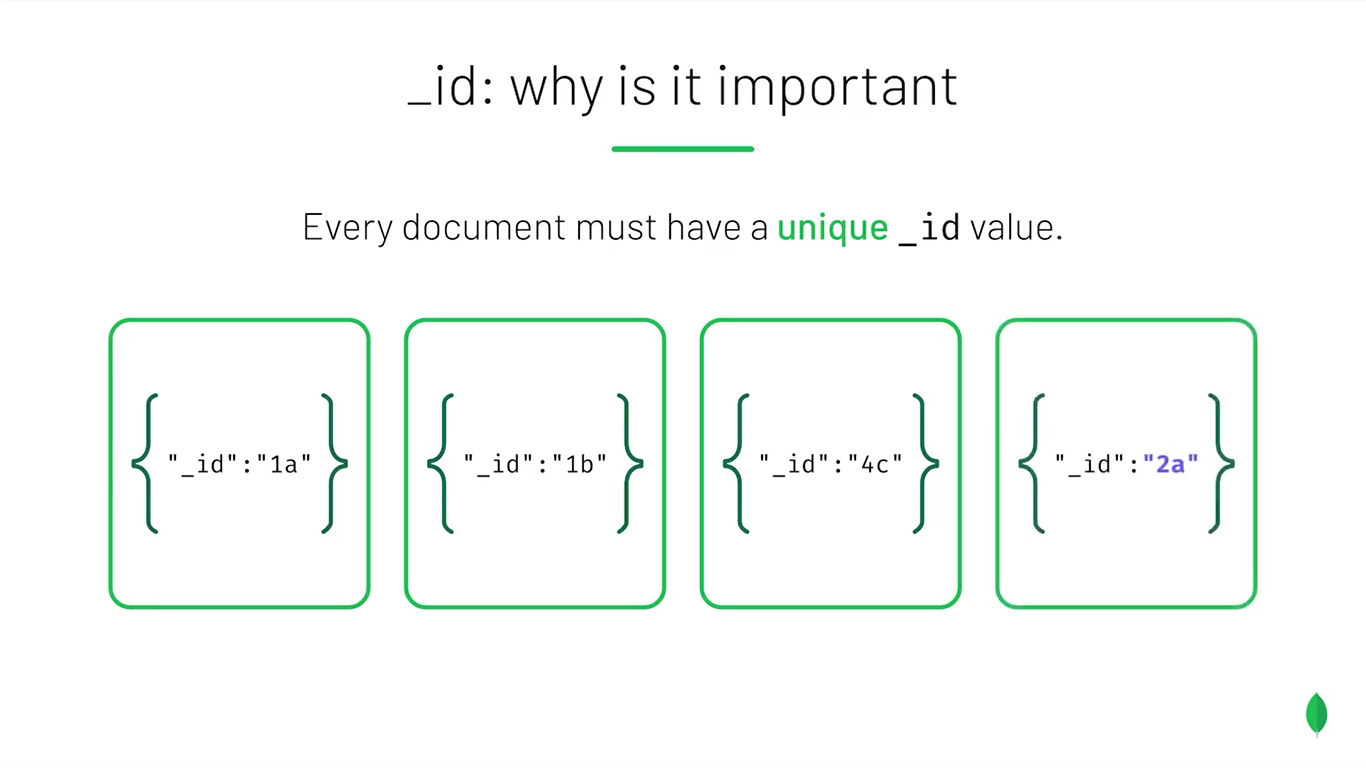 _id: why is it important
Every document must have a unique _id value.
{ "_id":"1a" }
{ "_id":"1b" }
{ "_id":"4c" }
{ "_id":"2a" }